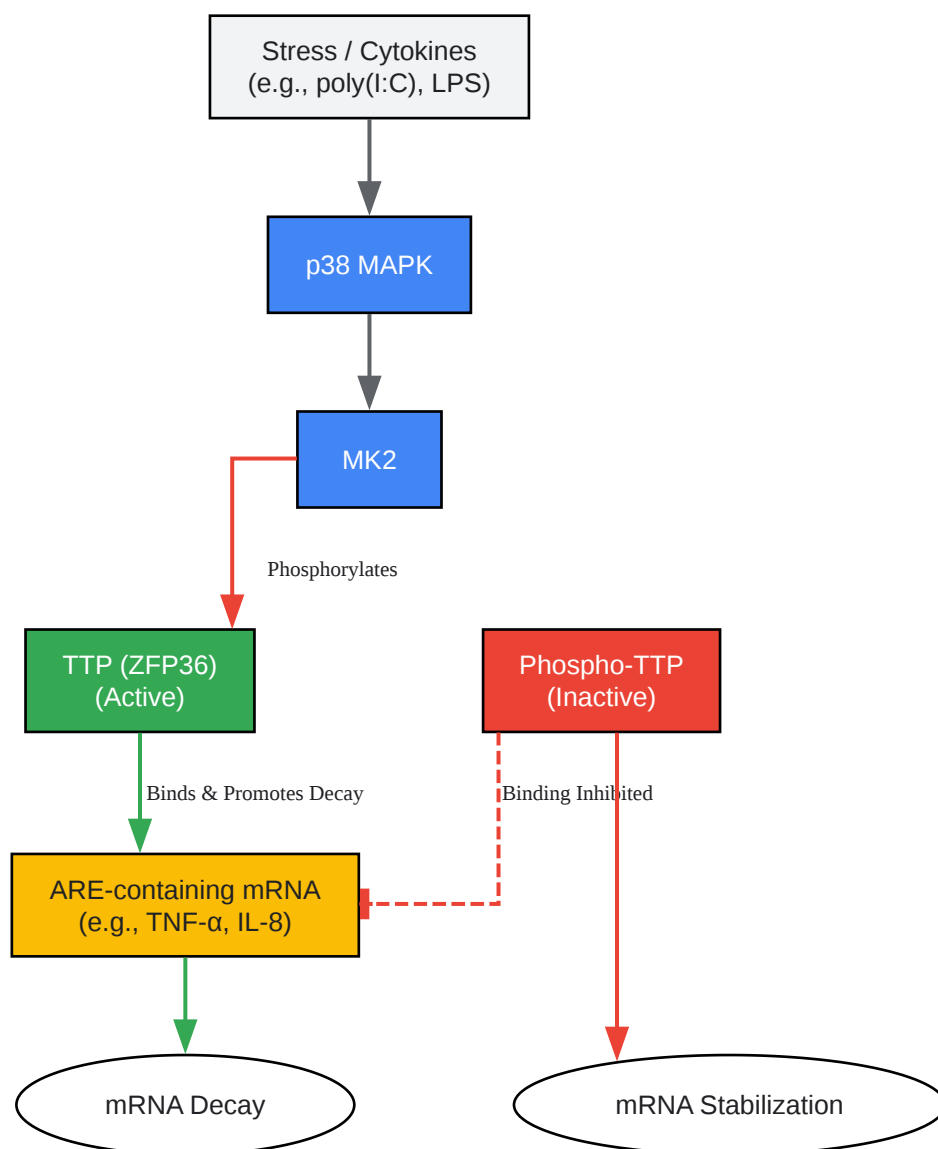 Stress / Cytokines
(e.g., poly(I:C), LPS)
p38 MAPK
MK2
Phosphorylates
TTP (ZFP36)
(Active)
Phospho-TTP
(Inactive)
Binds & Promotes Decay
Binding Inhibited
ARE-containing mRNA
(e.g., TNF-α, IL-8)
mRNA Decay
mRNA Stabilization